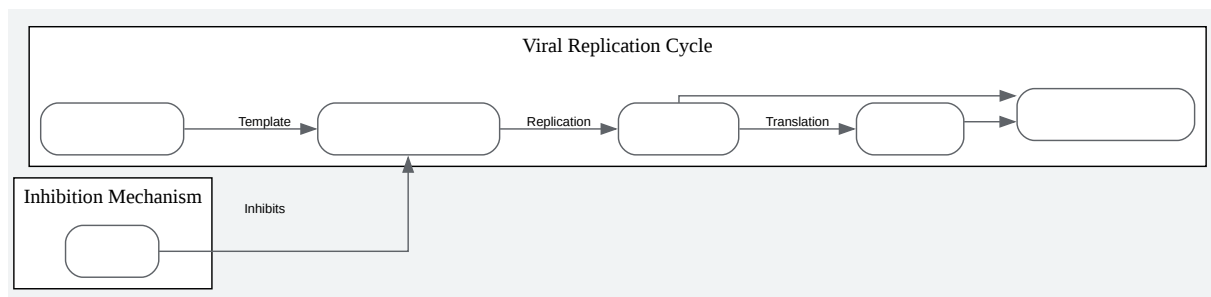 Viral Replication Cycle
Template
Replication
Translation
Inhibition Mechanism
Inhibits